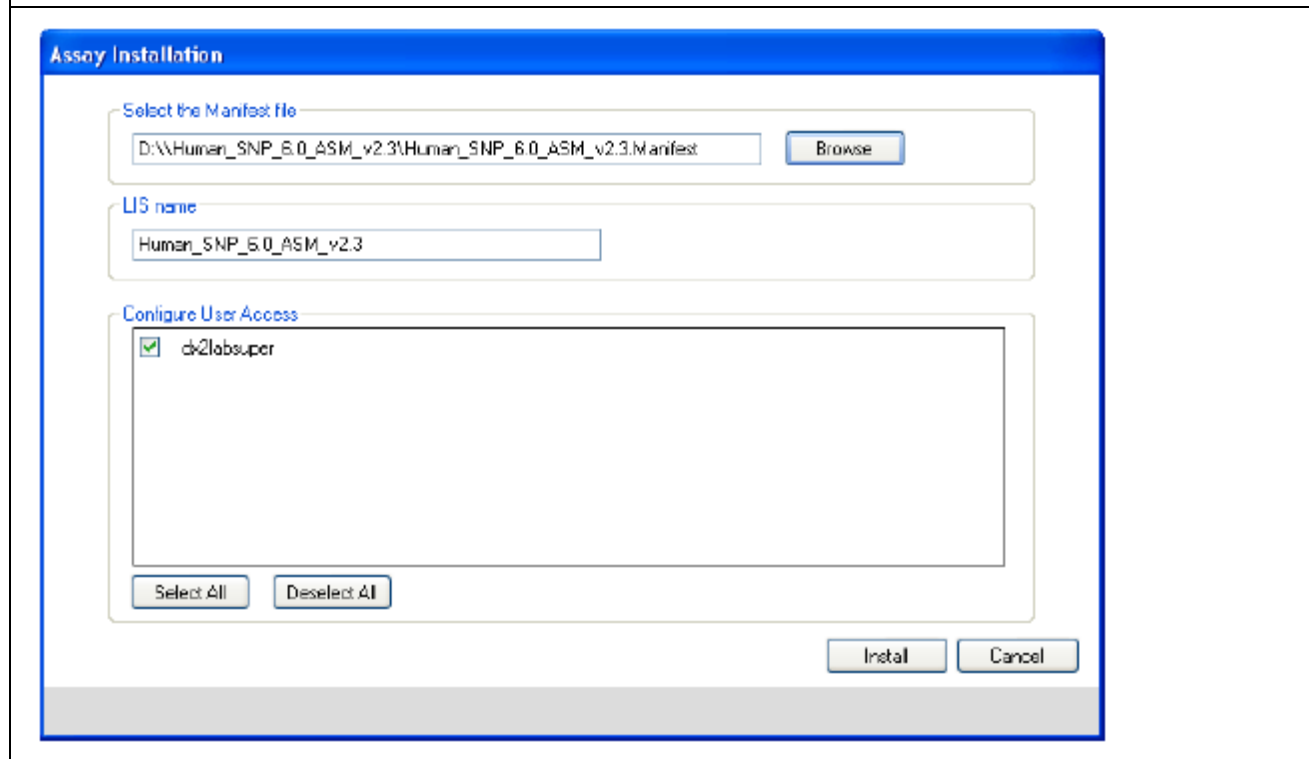 Assay Installation
Select the Manifest file
D:\\Human_SNP_6.0_ASM_v2.3\Human_SNP_6.0_ASM_v2.3.Manifest
Browse
LIS name
Human_SNP_6.0_ASM_v2.3
Configure User Access
dx2labsuper
Select All Deselect All
Install Cancel